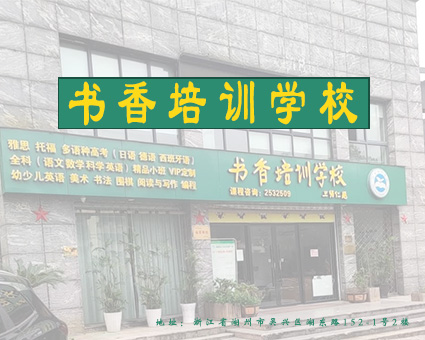 书香培训学校
雅思 托福 多语种高考（日语 德语 西班牙语）
全科（语文数学科学英语）精品小班 VIP定制
幼少儿英语 美术 书法 围棋 阅读与写作 编程
书香培训学校
课程咨询：2532509
地址：浙江省湖州市吴兴区湖东路152-1号2楼